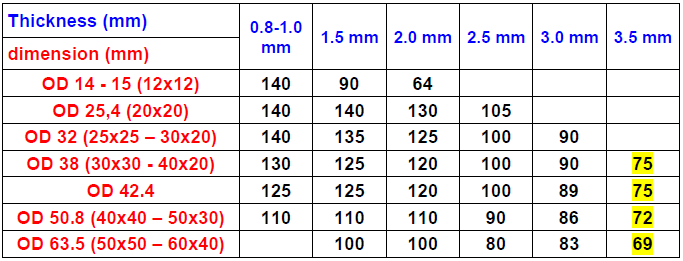 Thickness (mm) 0.8-1.0 mm 1.5 mm 2.0 mm 2.5 mm 3.0 mm 3.5 mm
dimension (mm)
OD 14 - 15 (12x12) 140 90 64
OD 25,4 (20x20) 140 140 130 105
OD 32 (25x25 – 30x20) 140 135 125 100 90
OD 38 (30x30 - 40x20) 130 125 120 100 90 75
OD 42.4 125 125 120 100 89 75
OD 50.8 (40x40 – 50x30) 110 110 110 90 86 72
OD 63.5 (50x50 – 60x40) 100 100 80 83 69